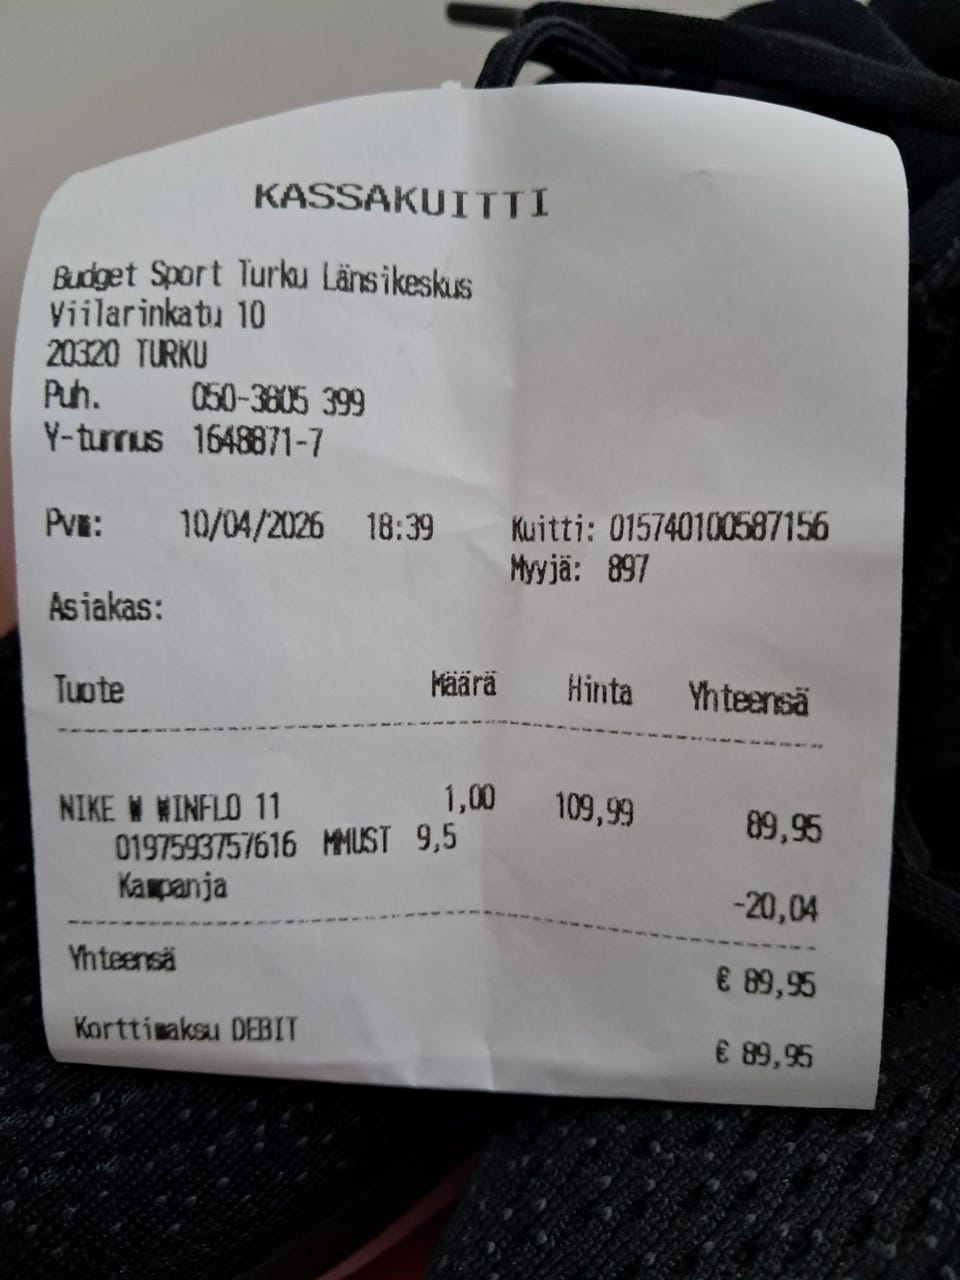 KASSAKUITTI
Budget Sport Turku Länsikeskus
Viilarinkatu 10
20320 TURKU
Puh. 050-3805 399
Y-tunnus 1648871-7
Pvm: 10/04/2026 18:39 Kuitti: 015740100587156
Myyjä: 897
Asiakas:
Tuote Määrä Hinta Yhteensä
NIKE W WINFLO 11 1,00 109,99 89,95
0197593757616 MMUST 9,5
Kampanja -20,04
Yhteensä € 89,95
Korttimaksu DEBIT € 89,95